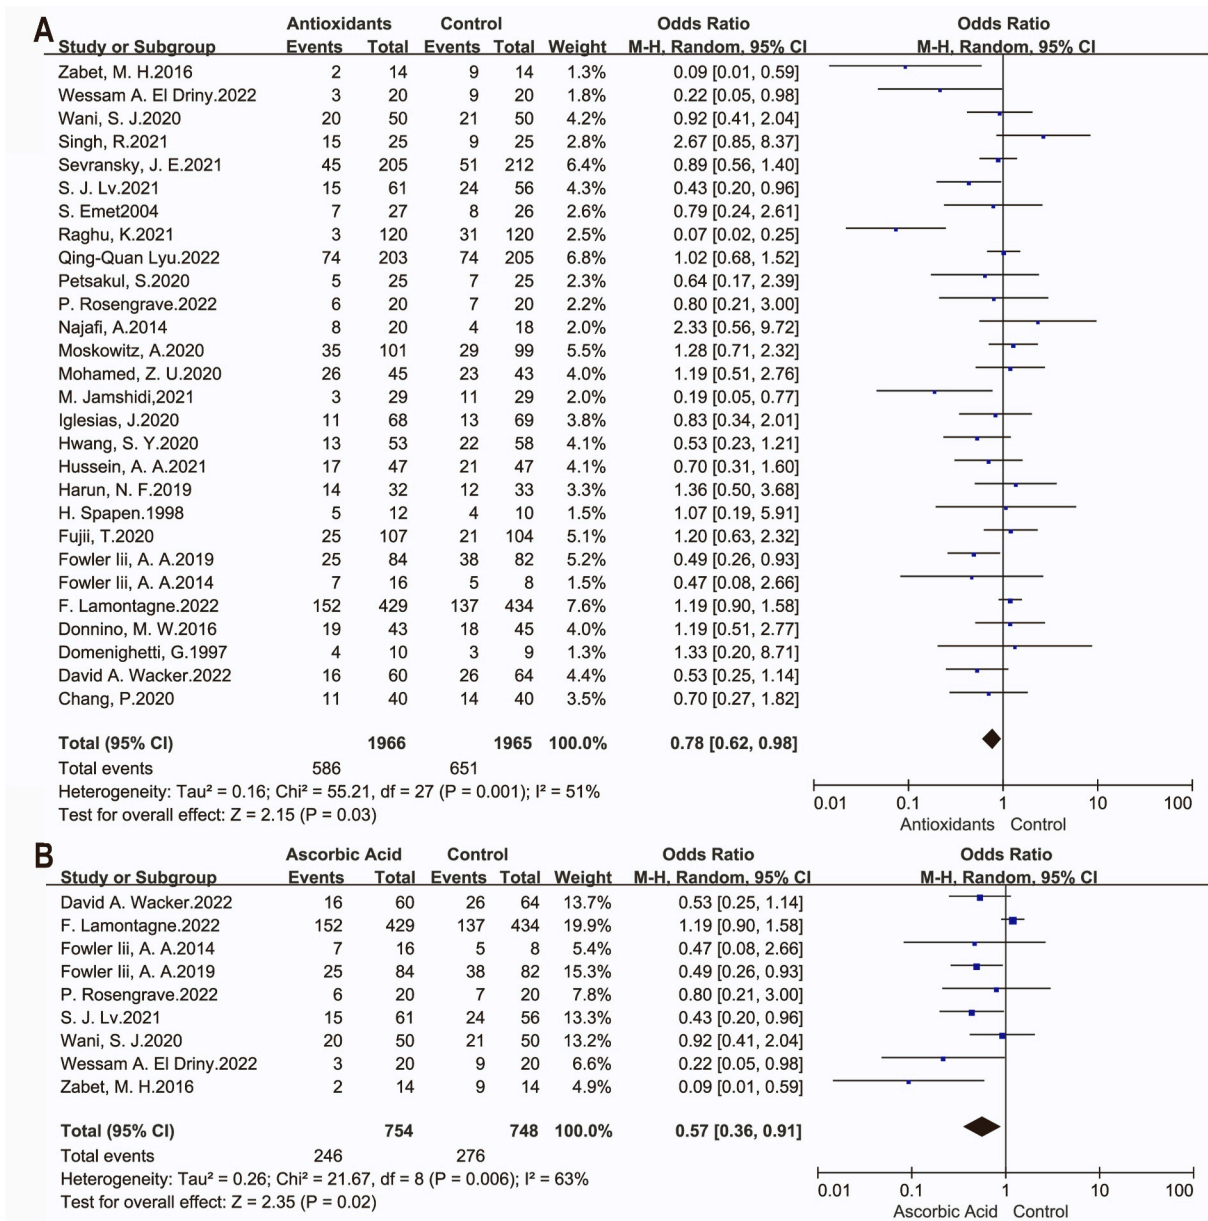 A
Antioxidants Control Odds Ratio Odds Ratio
Study or Subgroup Events Total Events Total Weight M-H, Random, 95% CI M-H, Random, 95% CI
Zabet, M. H.2016 2 14 9 14 1.3% 0.09 [0.01, 0.59]
Wessam A. El Driny.2022 3 20 9 20 1.8% 0.22 [0.05, 0.98]
Wani, S. J.2020 20 50 21 50 4.2% 0.92 [0.41, 2.04]
Singh, R.2021 15 25 9 25 2.8% 2.67 [0.85, 8.37]
Sevransky, J. E.2021 45 205 51 212 6.4% 0.89 [0.56, 1.40]
S. J. Lv.2021 15 61 24 56 4.3% 0.43 [0.20, 0.96]
S. Emet2004 7 27 8 26 2.6% 0.79 [0.24, 2.61]
Raghu, K.2021 3 120 31 120 2.5% 0.07 [0.02, 0.25]
Qing-Quan Lyu.2022 74 203 74 205 6.8% 1.02 [0.68, 1.52]
Petsakul, S.2020 5 25 7 25 2.3% 0.64 [0.17, 2.39]
P. Rosengrave.2022 6 20 7 20 2.2% 0.80 [0.21, 3.00]
Najafi, A.2014 8 20 4 18 2.0% 2.33 [0.56, 9.72]
Moskowitz, A.2020 35 101 29 99 5.5% 1.28 [0.71, 2.32]
Mohamed, Z. U.2020 26 45 23 43 4.0% 1.19 [0.51, 2.76]
M. Jamshidi,2021 3 29 11 29 2.0% 0.19 [0.05, 0.77]
Iglesias, J.2020 11 68 13 69 3.8% 0.83 [0.34, 2.01]
Hwang, S. Y.2020 13 53 22 58 4.1% 0.53 [0.23, 1.21]
Hussein, A. A.2021 17 47 21 47 4.1% 0.70 [0.31, 1.60]
Harun, N. F.2019 14 32 12 33 3.3% 1.36 [0.50, 3.68]
H. Spapen.1998 5 12 4 10 1.5% 1.07 [0.19, 5.91]
Fujii, T.2020 25 107 21 104 5.1% 1.20 [0.63, 2.32]
Fowler Iii, A. A.2019 25 84 38 82 5.2% 0.49 [0.26, 0.93]
Fowler Iii, A. A.2014 7 16 5 8 1.5% 0.47 [0.08, 2.66]
F. Lamontagne.2022 152 429 137 434 7.6% 1.19 [0.90, 1.58]
Donnino, M. W.2016 19 43 18 45 4.0% 1.19 [0.51, 2.77]
Domenighetti, G.1997 4 10 3 9 1.3% 1.33 [0.20, 8.71]
David A. Wacker.2022 16 60 26 64 4.4% 0.53 [0.25, 1.14]
Chang, P.2020 11 40 14 40 3.5% 0.70 [0.27, 1.82]
Total (95% CI) 1966 1965 100.0% 0.78 [0.62, 0.98]
Total events 586 651
Heterogeneity: Tau² = 0.16; Chi² = 55.21, df = 27 (P = 0.001); I² = 51%
Test for overall effect: Z = 2.15 (P = 0.03)
0.01 0.1 1 10 100
Antioxidants Control
B
Ascorbic Acid Control Odds Ratio Odds Ratio
Study or Subgroup Events Total Events Total Weight M-H, Random, 95% CI M-H, Random, 95% CI
David A. Wacker.2022 16 60 26 64 13.7% 0.53 [0.25, 1.14]
F. Lamontagne.2022 152 429 137 434 19.9% 1.19 [0.90, 1.58]
Fowler Iii, A. A.2014 7 16 5 8 5.4% 0.47 [0.08, 2.66]
Fowler Iii, A. A.2019 25 84 38 82 15.3% 0.49 [0.26, 0.93]
P. Rosengrave.2022 6 20 7 20 7.8% 0.80 [0.21, 3.00]
S. J. Lv.2021 15 61 24 56 13.3% 0.43 [0.20, 0.96]
Wani, S. J.2020 20 50 21 50 13.2% 0.92 [0.41, 2.04]
Wessam A. El Driny.2022 3 20 9 20 6.6% 0.22 [0.05, 0.98]
Zabet, M. H.2016 2 14 9 14 4.9% 0.09 [0.01, 0.59]
Total (95% CI) 754 748 100.0% 0.57 [0.36, 0.91]
Total events 246 276
Heterogeneity: Tau² = 0.26; Chi² = 21.67, df = 8 (P = 0.006); I² = 63%
Test for overall effect: Z = 2.35 (P = 0.02)
0.01 0.1 1 10 100
Ascorbic Acid Control